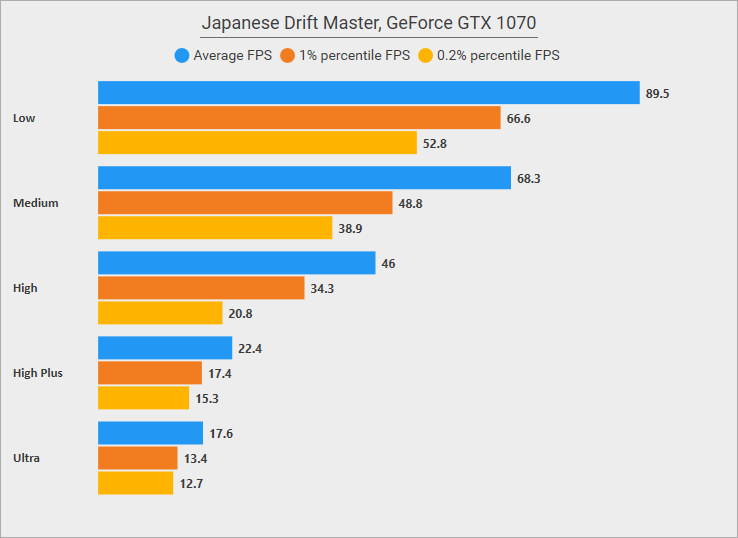 Japanese Drift Master, GeForce GTX 1070
Average FPS 1% percentile FPS 0.2% percentile FPS
Low
89.5
66.6
52.8
Medium
68.3
48.8
38.9
High
46
34.3
20.8
High Plus
22.4
17.4
15.3
Ultra
17.6
13.4
12.7